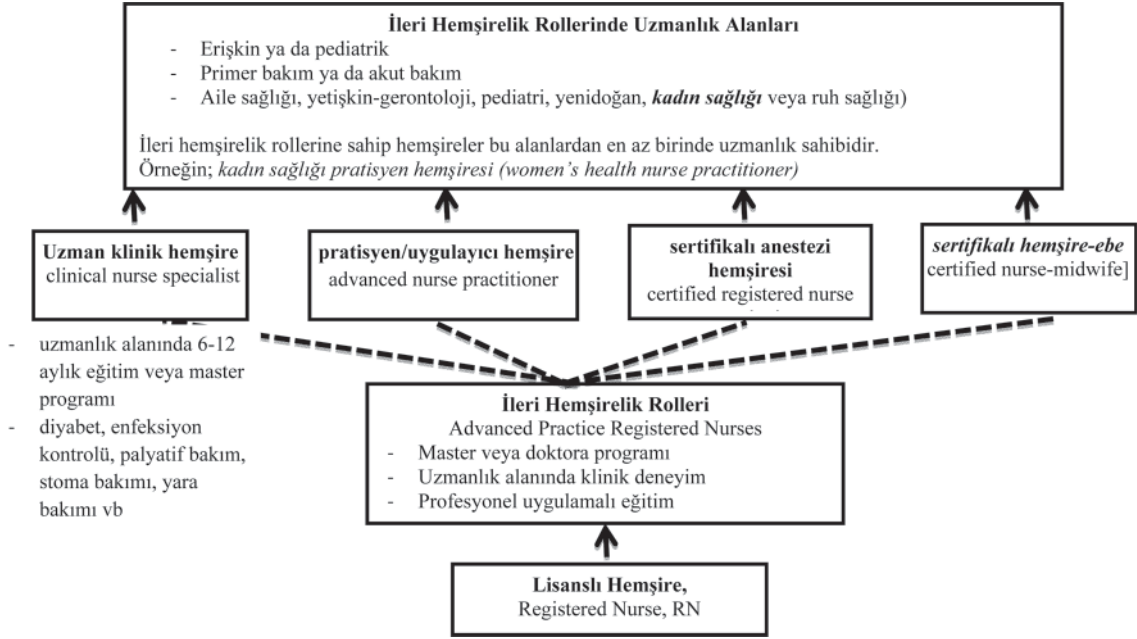 İleri Hemşirelik Rollerinde Uzmanlık Alanları
- Erişkin ya da pediatrik
- Primer bakım ya da akut bakım
- Aile sağlığı, yetişkin-gerontoloji, pediatri, yenidoğan, kadın sağlığı veya ruh sağlığı)
İleri hemşirelik rollerine sahip hemşireler bu alanlardan en az birinde uzmanlık sahibidir.
Örneğin; kadın sağlığı pratisyen hemşiresi (women's health nurse practitioner)
Uzman klinik hemşire
clinical nurse specialist
pratisyen/uygulayıcı hemşire
advanced nurse practitioner
sertifikalı anestezi
hemşiresi
certified registered nurse
sertifikalı hemşire-ebe
certified nurse-midwife]
- uzmanlık alanında 6-12
aylık eğitim veya master
programı
- diyabet, enfeksiyon
kontrolü, palyatif bakım,
stoma bakımı, yara
bakımı vb
İleri Hemşirelik Rolleri
Advanced Practice Registered Nurses
- Master veya doktora programı
- Uzmanlık alanında klinik deneyim
- Profesyonel uygulamalı eğitim
Lisanslı Hemşire,
Registered Nurse, RN